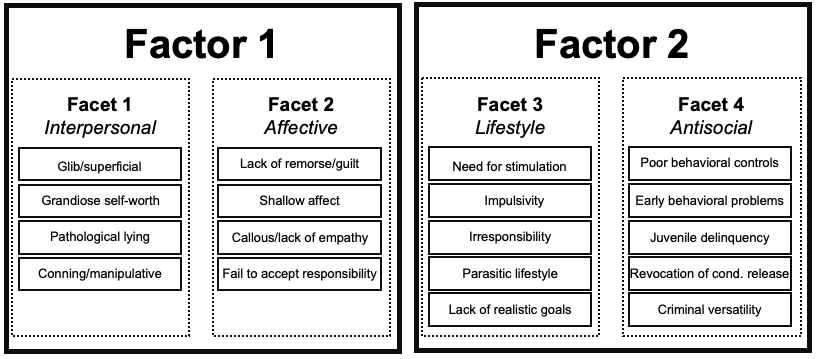 Factor 1
Facet 1
Interpersonal
Glib/superficial
Grandiose self-worth
Pathological lying
Conning/manipulative
Facet 2
Affective
Lack of remorse/guilt
Shallow affect
Callous/lack of empathy
Fail to accept responsibility
Factor 2
Facet 3
Lifestyle
Need for stimulation
Impulsivity
Irresponsibility
Parasitic lifestyle
Lack of realistic goals
Facet 4
Antisocial
Poor behavioral controls
Early behavioral problems
Juvenile delinquency
Revocation of cond. release
Criminal versatility